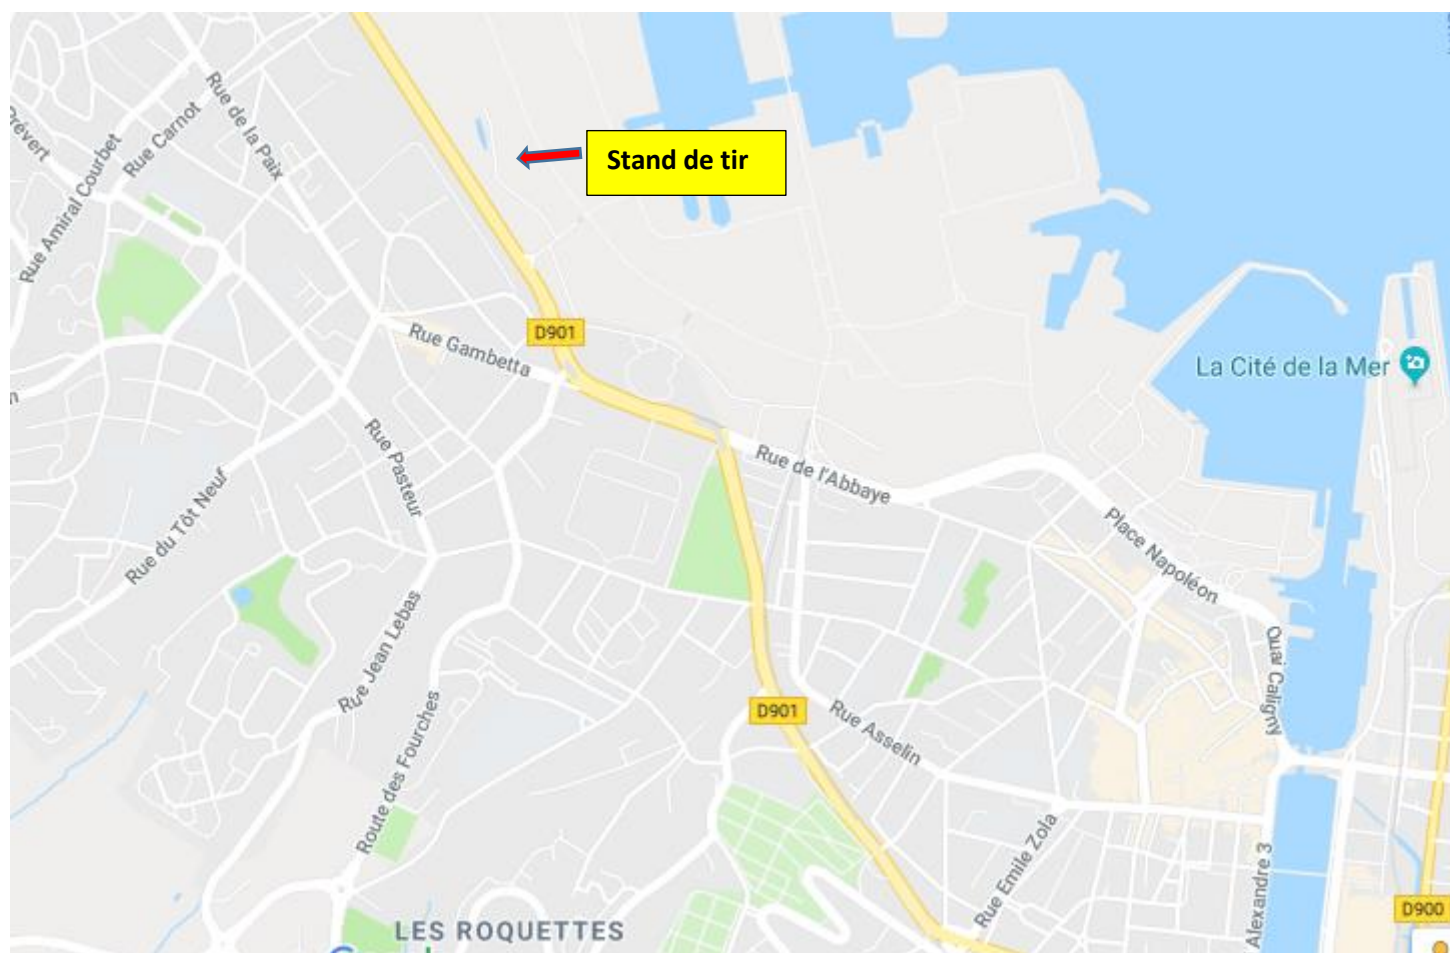 Rue de la Paix
Rue Carnot
Prévert
Rue Amiral Courbet
Stand de tir
D901
Rue Gambetta
La Cité de la Mer
Rue Pasteur
Rue du Tôt Neuf
Rue de l'Abbaye
Place Napoléon
Rue Jean Lebas
Quai Caligny
Route des Fourches
D901
Rue Asselin
Rue Emile Zola
Alexandre 3
D900
LES ROQUETTES